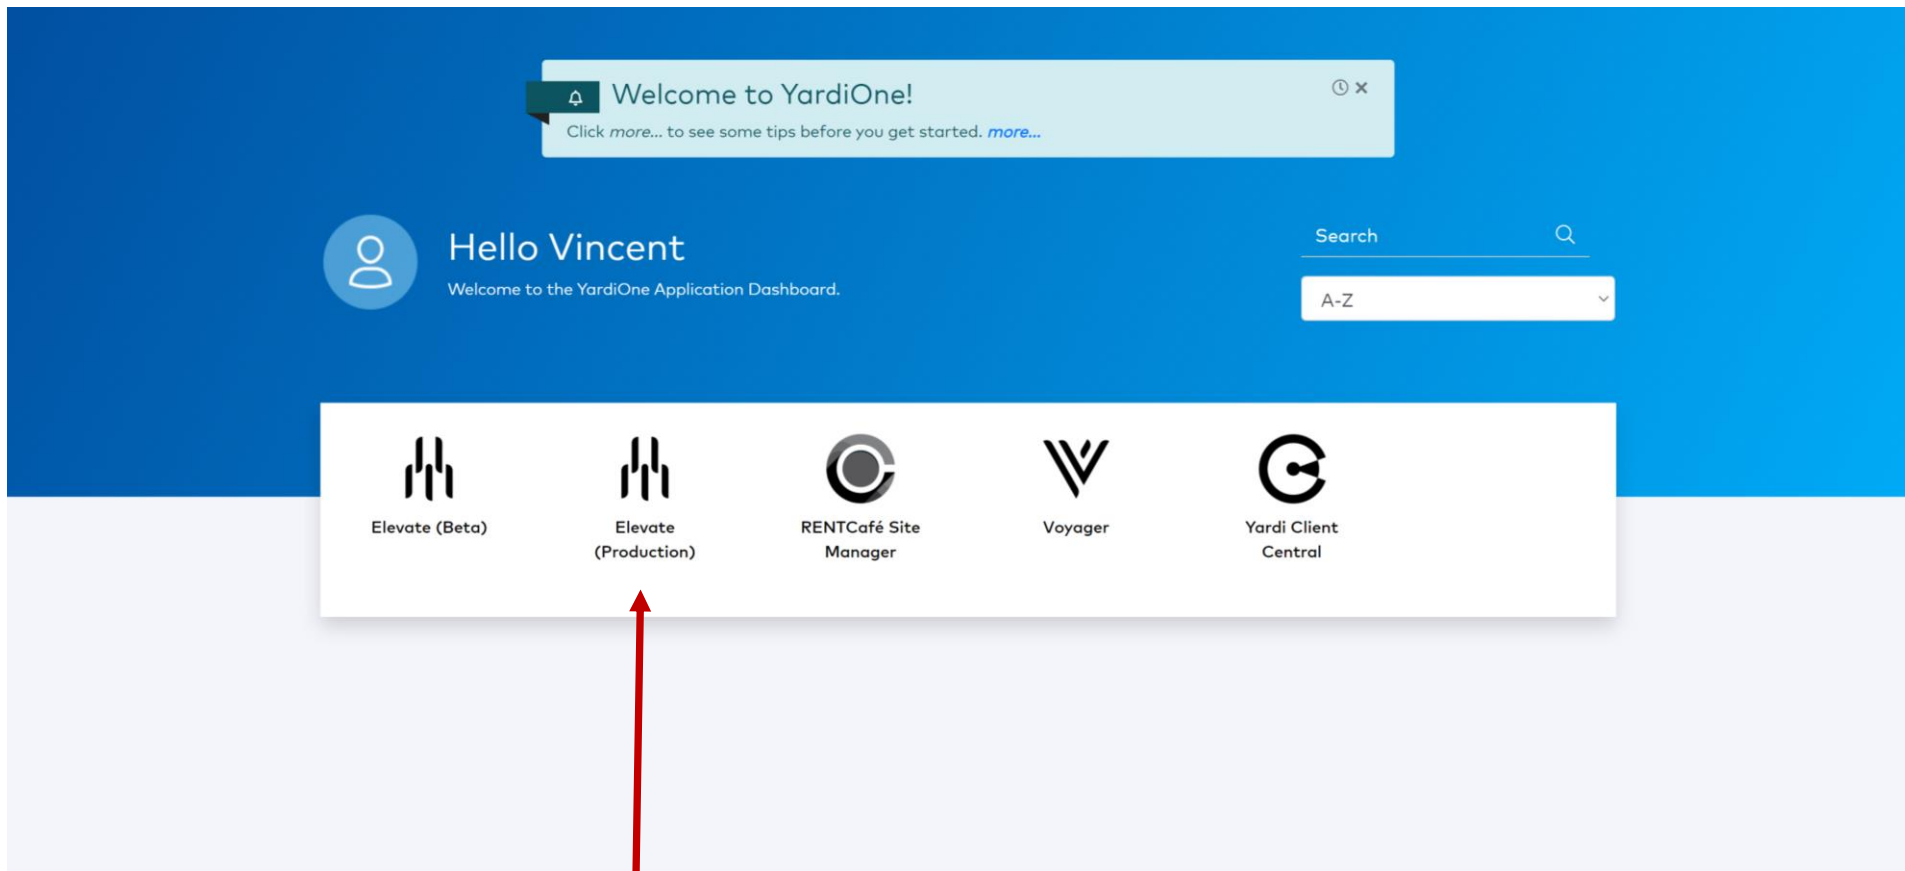 Welcome to YardiOne!
Click more... to see some tips before you get started. more...
Hello Vincent
Welcome to the YardiOne Application Dashboard.
Search
A-Z
Elevate (Beta)
Elevate
(Production)
RENTCafé Site
Manager
Voyager
Yardi Client
Central